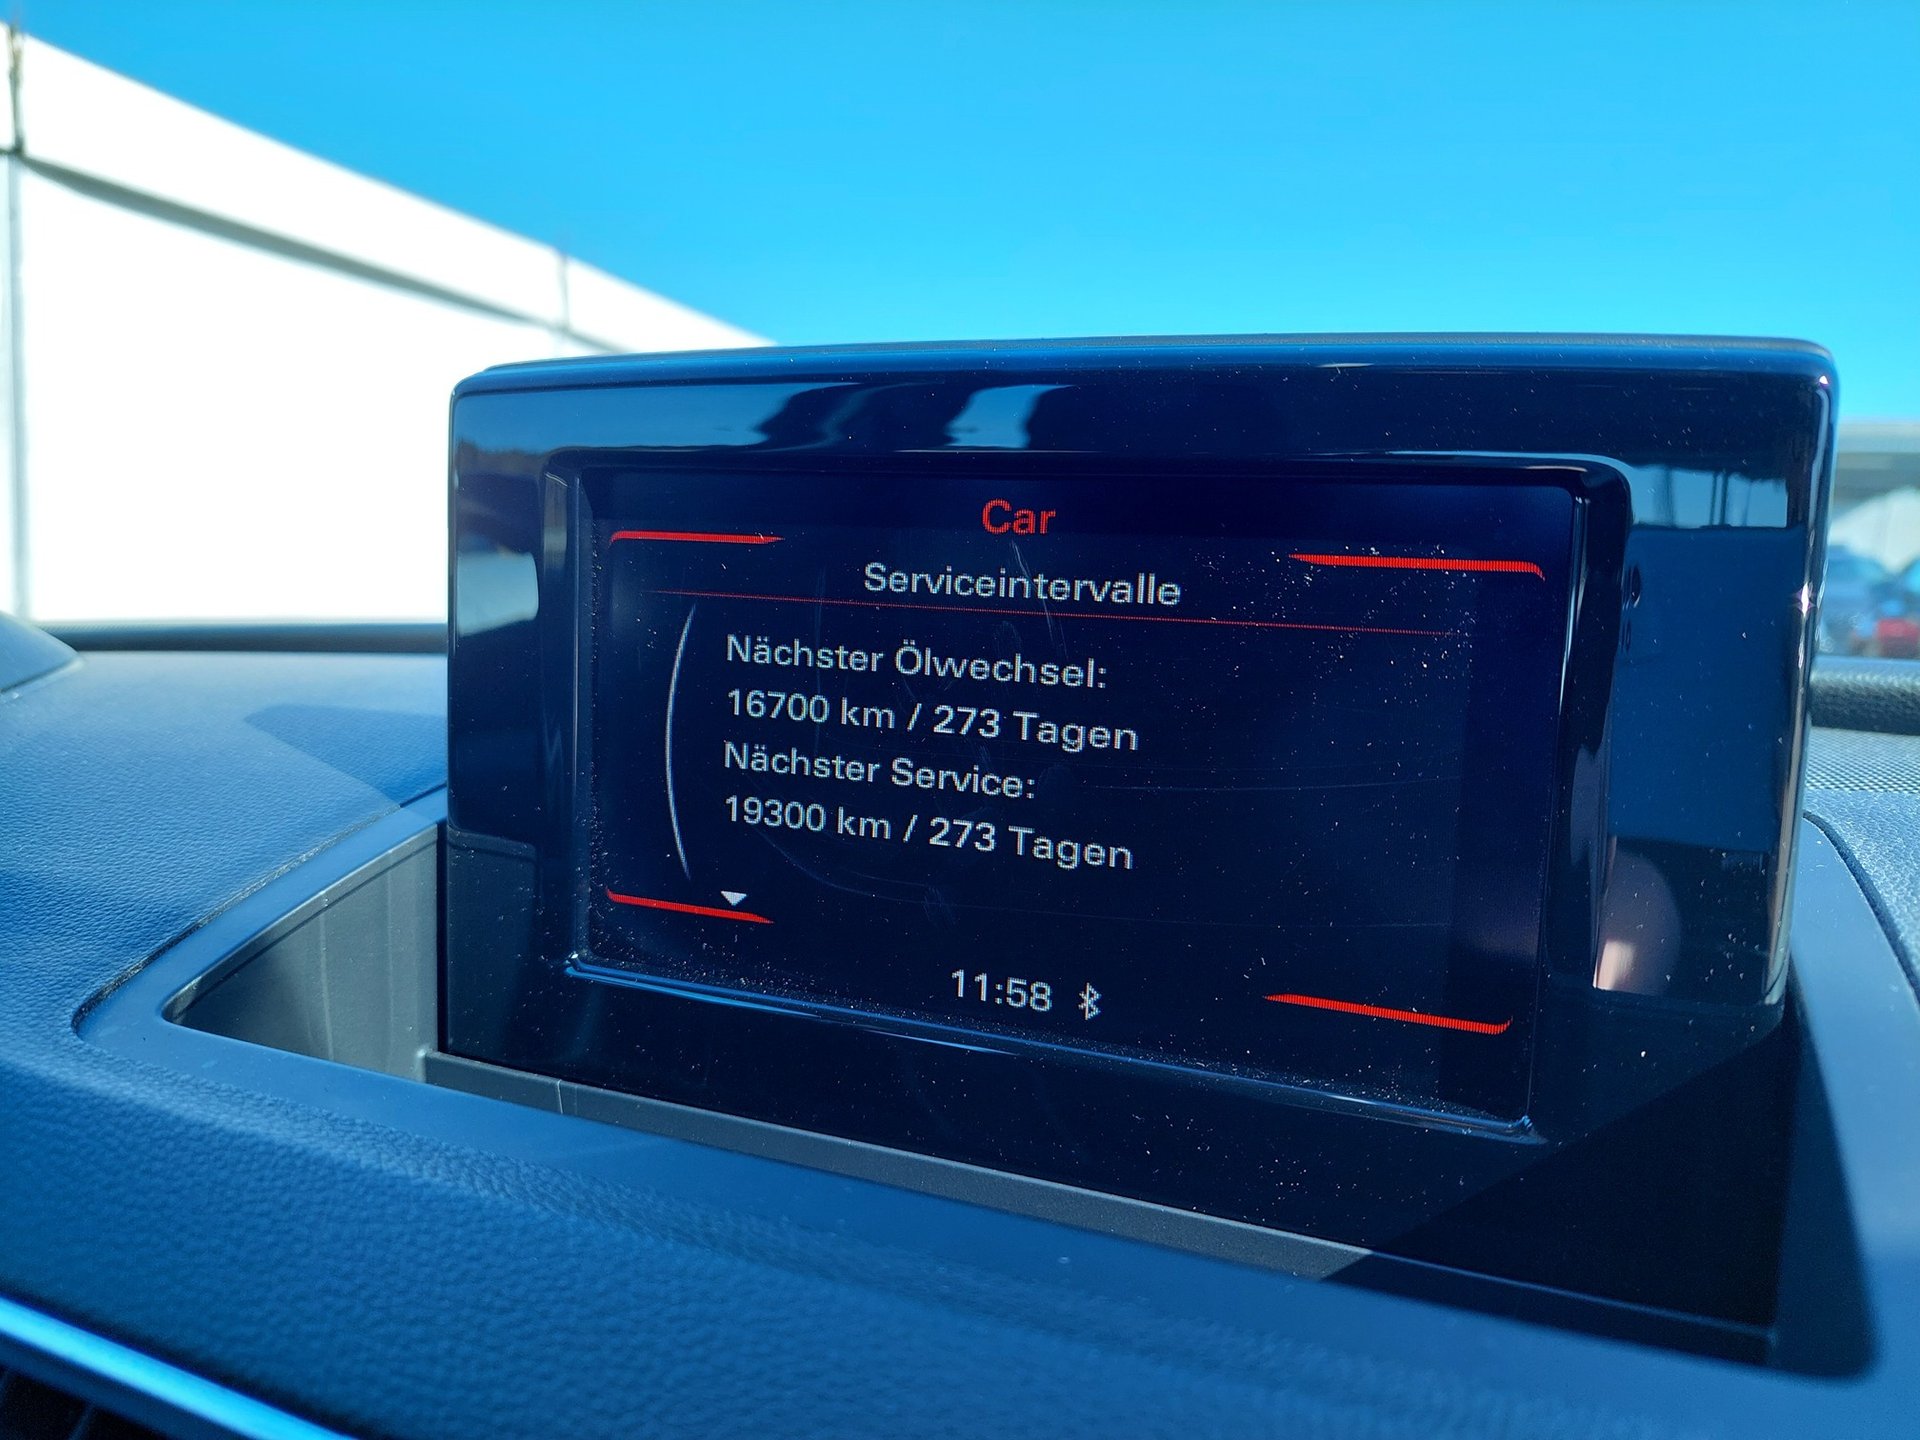 Car
Serviceintervalle
Nächster Ölwechsel:
16700 km / 273 Tagen
Nächster Service:
19300 km / 273 Tagen
11:58